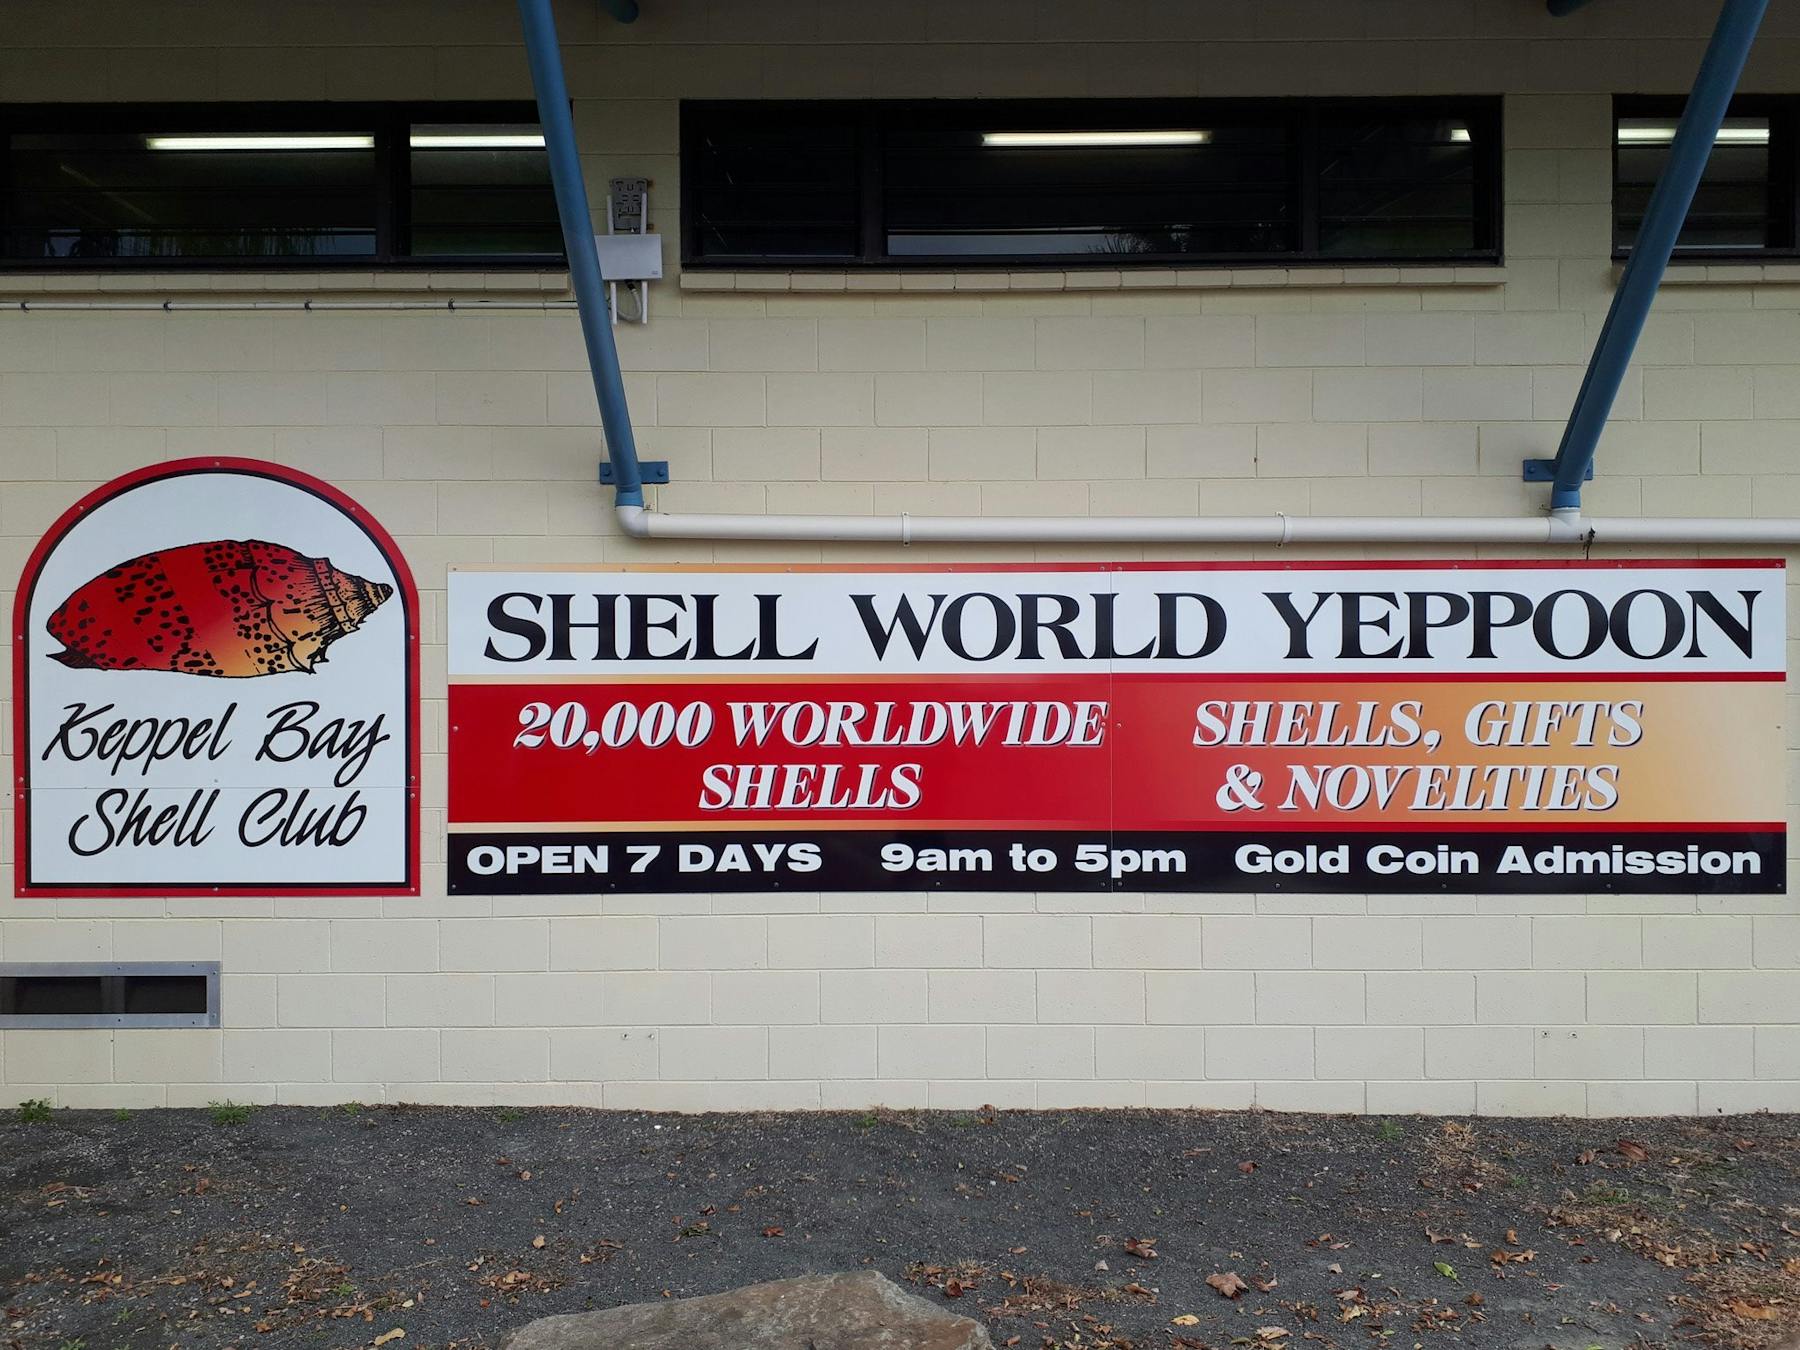 Keppel Bay
Shell Club
SHELL WORLD YEPPOON
20,000 WORLDWIDE
SHELLS
SHELLS, GIFTS
& NOVELTIES
OPEN 7 DAYS 9am to 5pm Gold Coin Admission